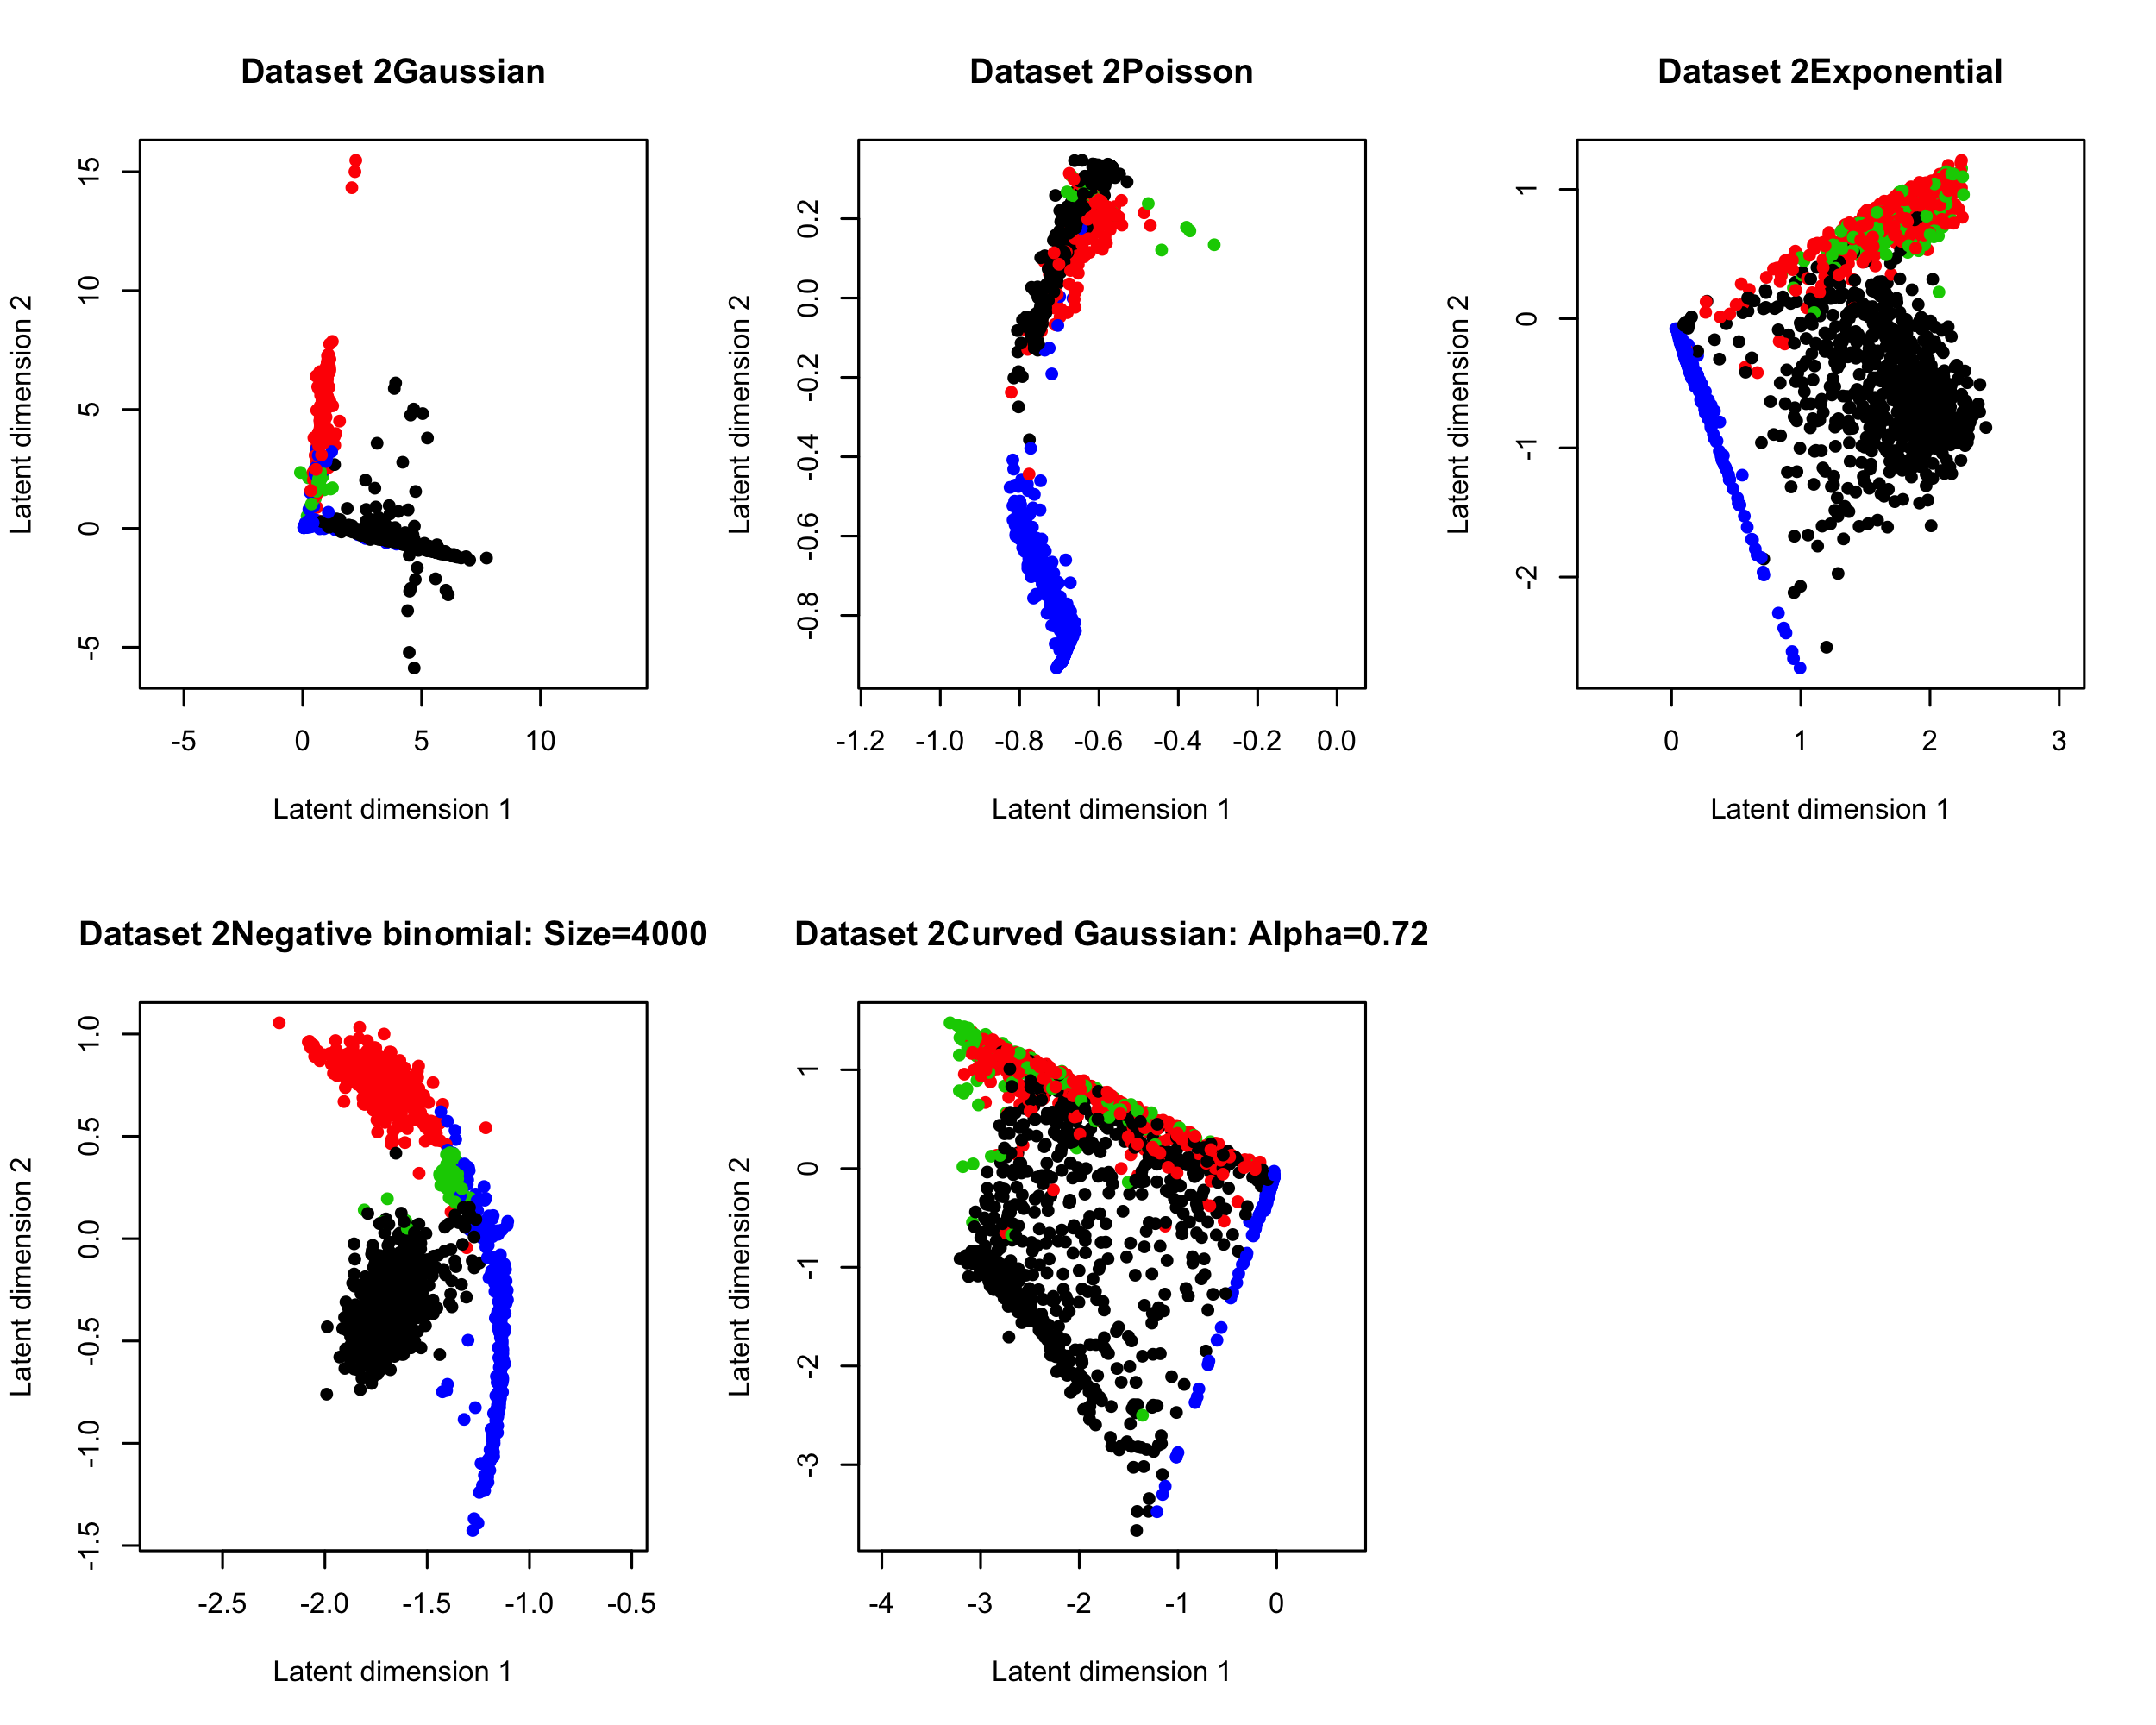 Dataset 2Gaussian
Latent dimension 2
15
10
5
0
-5
-5 0 5 10
Latent dimension 1
Dataset 2Poisson
Latent dimension 2
0.2
0.0
-0.2
-0.4
-0.6
-0.8
-1.2 -1.0 -0.8 -0.6 -0.4 -0.2 0.0
Latent dimension 1
Dataset 2Exponential
Latent dimension 2
1
0
-1
-2
0 1 2 3
Latent dimension 1
Dataset 2Negative binomial: Size=4000
Latent dimension 2
1.0
0.5
0.0
-0.5
-1.0
-1.5
-2.5 -2.0 -1.5 -1.0 -0.5
Latent dimension 1
Dataset 2Curved Gaussian: Alpha=0.72
Latent dimension 2
1
0
-1
-2
-3
-4 -3 -2 -1 0
Latent dimension 1